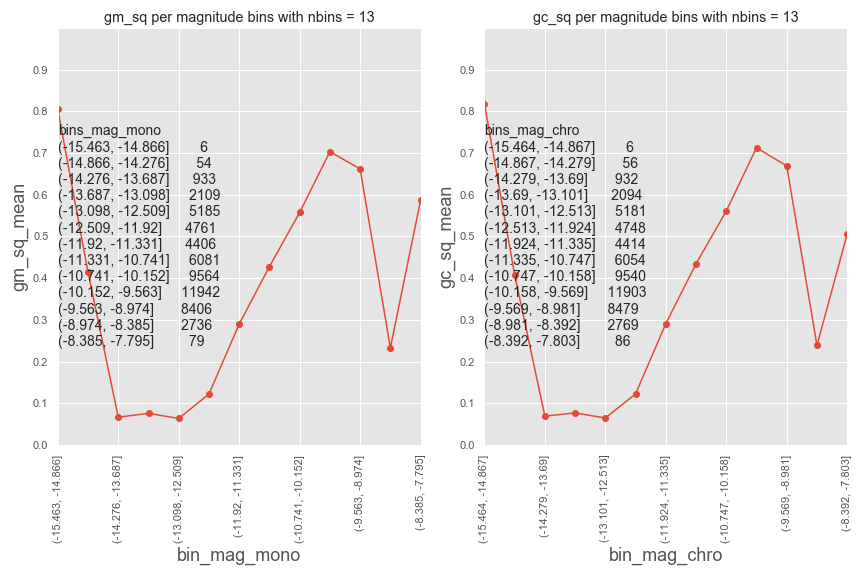 gm_sq per magnitude bins with nbins = 13
gm_sq_mean
0.9
0.8
0.7
0.6
0.5
0.4
0.3
0.2
0.1
0.0
bins_mag_mono
(-15.463, -14.866] 6
(-14.866, -14.276] 54
(-14.276, -13.687] 933
(-13.687, -13.098] 2109
(-13.098, -12.509] 5185
(-12.509, -11.92] 4761
(-11.92, -11.331] 4406
(-11.331, -10.741] 6081
(-10.741, -10.152] 9564
(-10.152, -9.563] 11942
(-9.563, -8.974] 8406
(-8.974, -8.385] 2736
(-8.385, -7.795] 79
(-15.463, -14.866]
(-14.276, -13.687]
(-13.098, -12.509]
(-11.92, -11.331]
(-10.741, -10.152]
(-9.563, -8.974]
(-8.385, -7.795]
bin_mag_mono
gc_sq per magnitude bins with nbins = 13
gc_sq_mean
0.9
0.8
0.7
0.6
0.5
0.4
0.3
0.2
0.1
0.0
bins_mag_chro
(-15.464, -14.867] 6
(-14.867, -14.279] 56
(-14.279, -13.69] 932
(-13.69, -13.101] 2094
(-13.101, -12.513] 5181
(-12.513, -11.924] 4748
(-11.924, -11.335] 4414
(-11.335, -10.747] 6054
(-10.747, -10.158] 9540
(-10.158, -9.569] 11903
(-9.569, -8.981] 8479
(-8.981, -8.392] 2769
(-8.392, -7.803] 86
(-15.464, -14.867]
(-14.279, -13.69]
(-13.101, -12.513]
(-11.924, -11.335]
(-10.747, -10.158]
(-9.569, -8.981]
(-8.392, -7.803]
bin_mag_chro